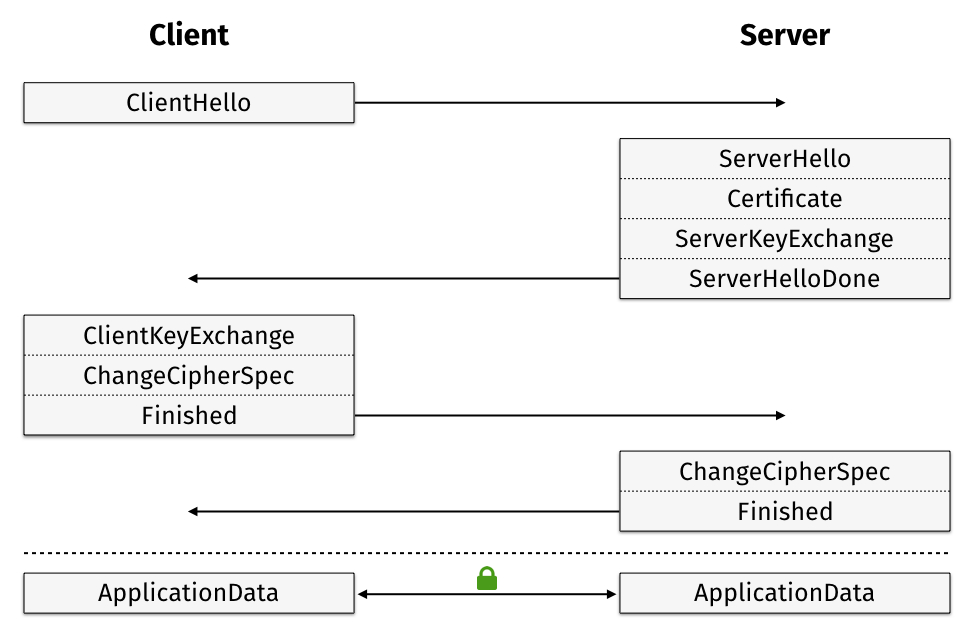 Client
Server
ClientHello
ServerHello
Certificate
ServerKeyExchange
ServerHelloDone
ClientKeyExchange
ChangeCipherSpec
Finished
ChangeCipherSpec
Finished
ApplicationData
ApplicationData